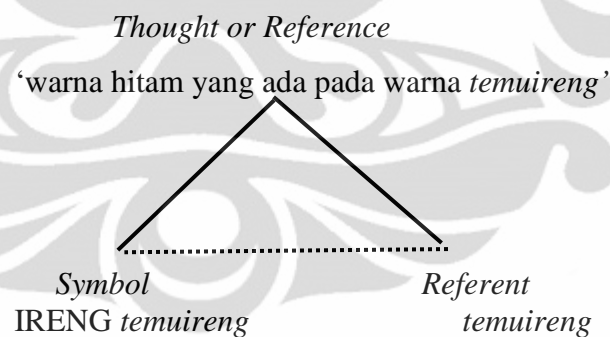 Thought or Reference
‘warna hitam yang ada pada warna temuireng’
Symbol Referent
IRENG temuireng temuireng